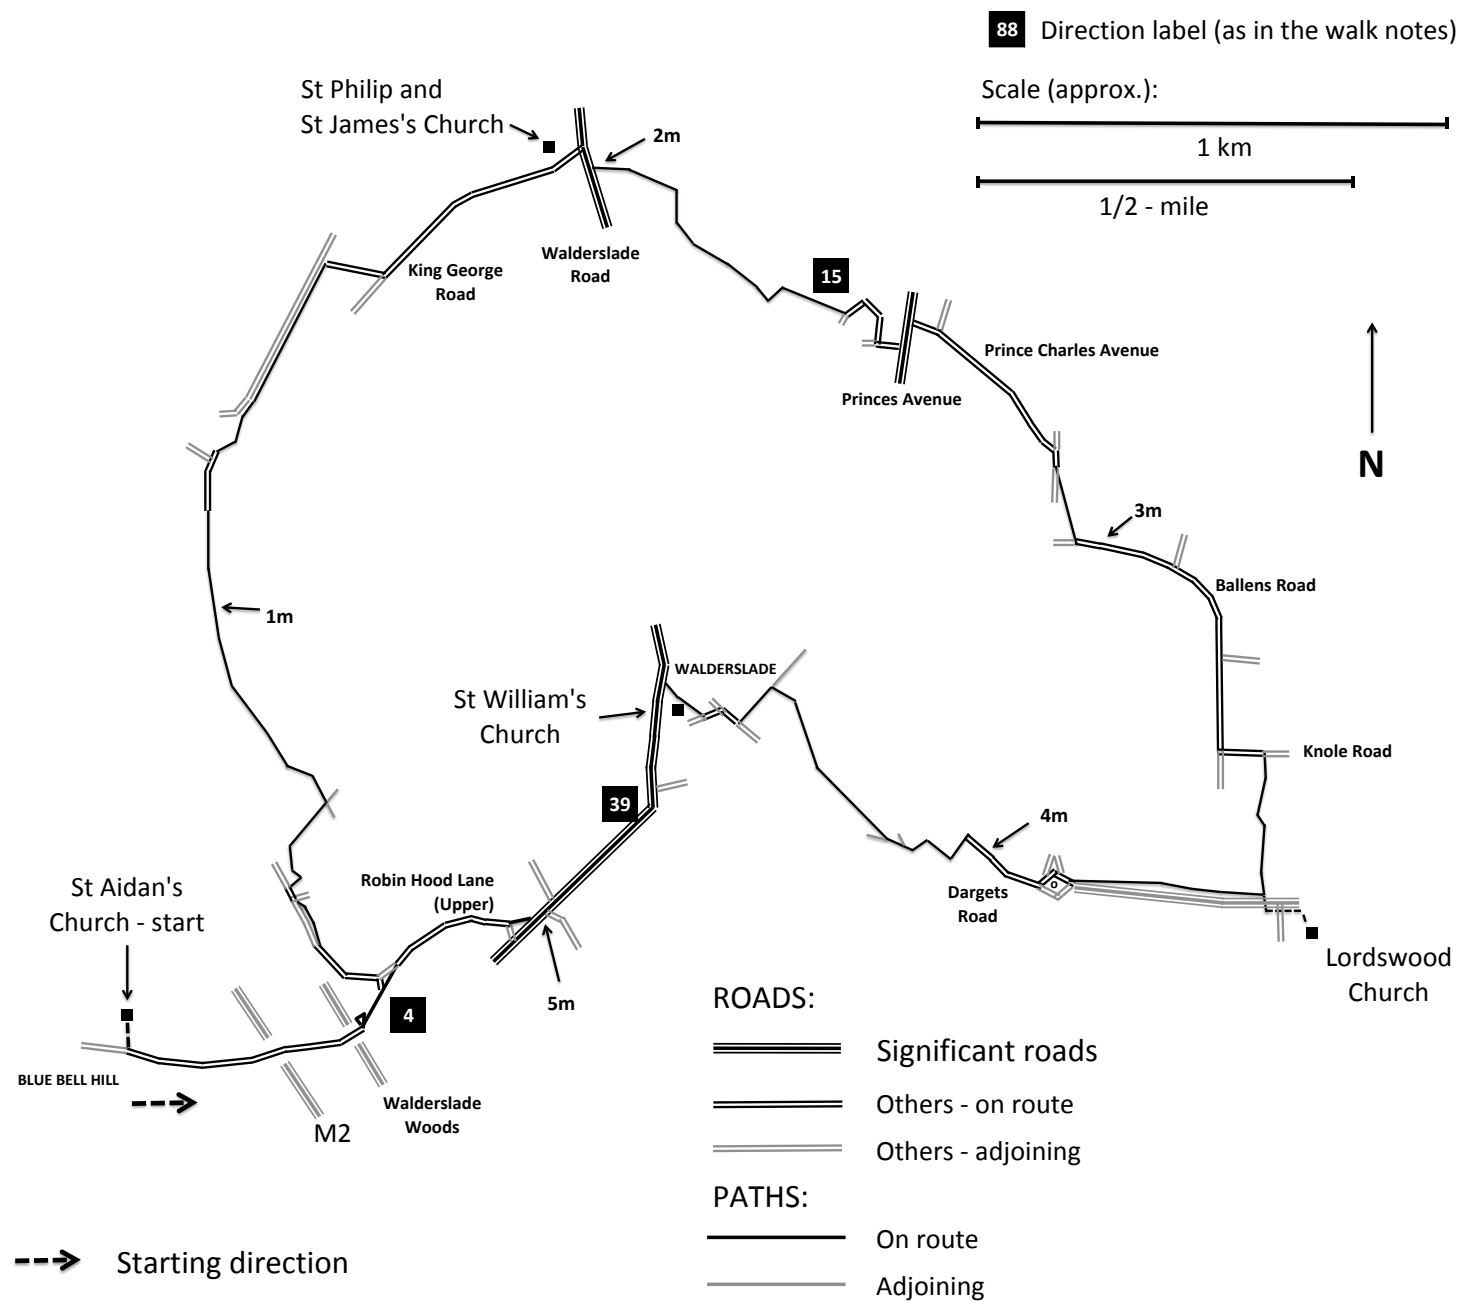 88 Direction label (as in the walk notes)
Scale (approx.):
1 km
1/2 - mile
St Philip and
St James's Church
2m
Walderslade
Road
King George
Road
15
Prince Charles Avenue
Princes Avenue
N
3m
Ballens Road
1m
WALDERSLADE
St William's
Church
Knole Road
39
4m
Robin Hood Lane
(Upper)
St Aidan's
Church - start
Dargets
Road
o
Lordswood
Church
5m
4
BLUE BELL HILL
Walderslade
Woods
M2
ROADS:
Significant roads
Others - on route
Others - adjoining
PATHS:
On route
Adjoining
Starting direction